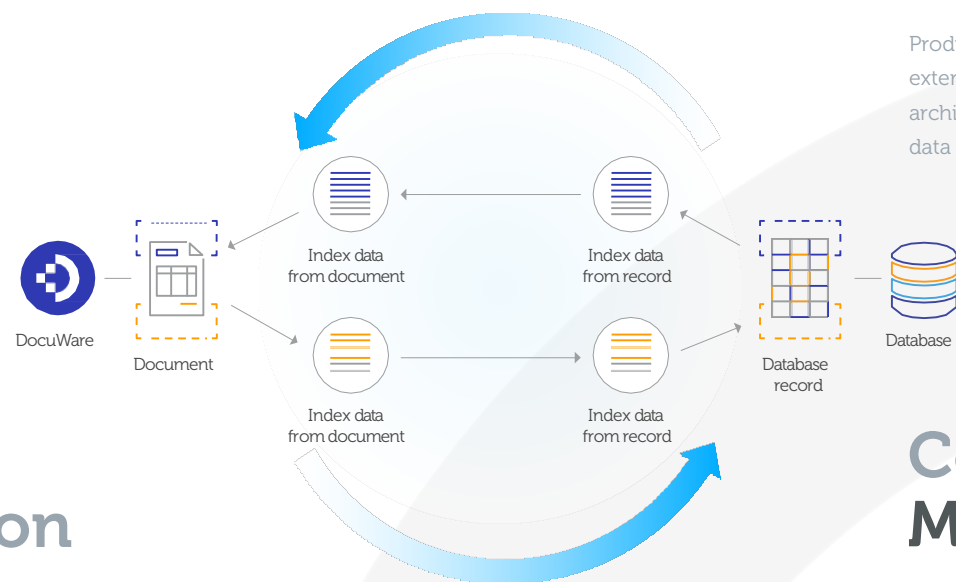 data
Index data
from document
Index data
from record
DocuWare
Document
Database
record
Database
Index data
from document
Index data
from record